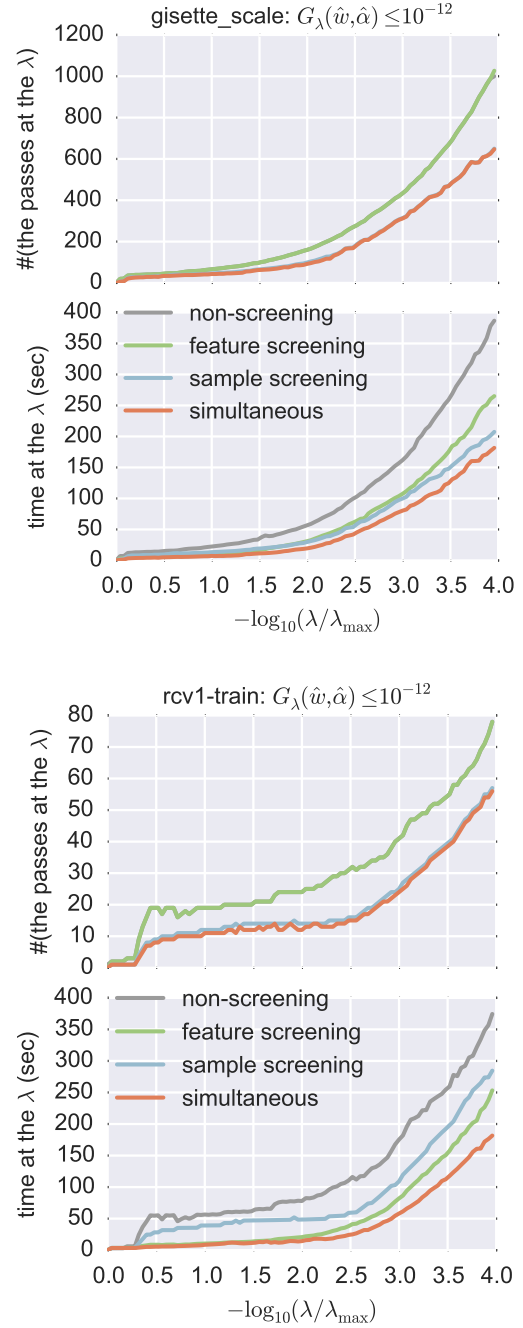 gisette_scale: G_λ(ŵ,α̂) ≤10⁻¹²
#(the passes at the λ)
1200
1000
800
600
400
200
0
time at the λ (sec)
400
350
300
250
200
150
100
50
0
non-screening
feature screening
sample screening
simultaneous
0.0 0.5 1.0 1.5 2.0 2.5 3.0 3.5 4.0
−log₁₀(λ/λ_max)
rcv1-train: G_λ(ŵ,α̂) ≤10⁻¹²
#(the passes at the λ)
80
70
60
50
40
30
20
10
0
time at the λ (sec)
400
350
300
250
200
150
100
50
0
non-screening
feature screening
sample screening
simultaneous
0.0 0.5 1.0 1.5 2.0 2.5 3.0 3.5 4.0
−log₁₀(λ/λ_max)